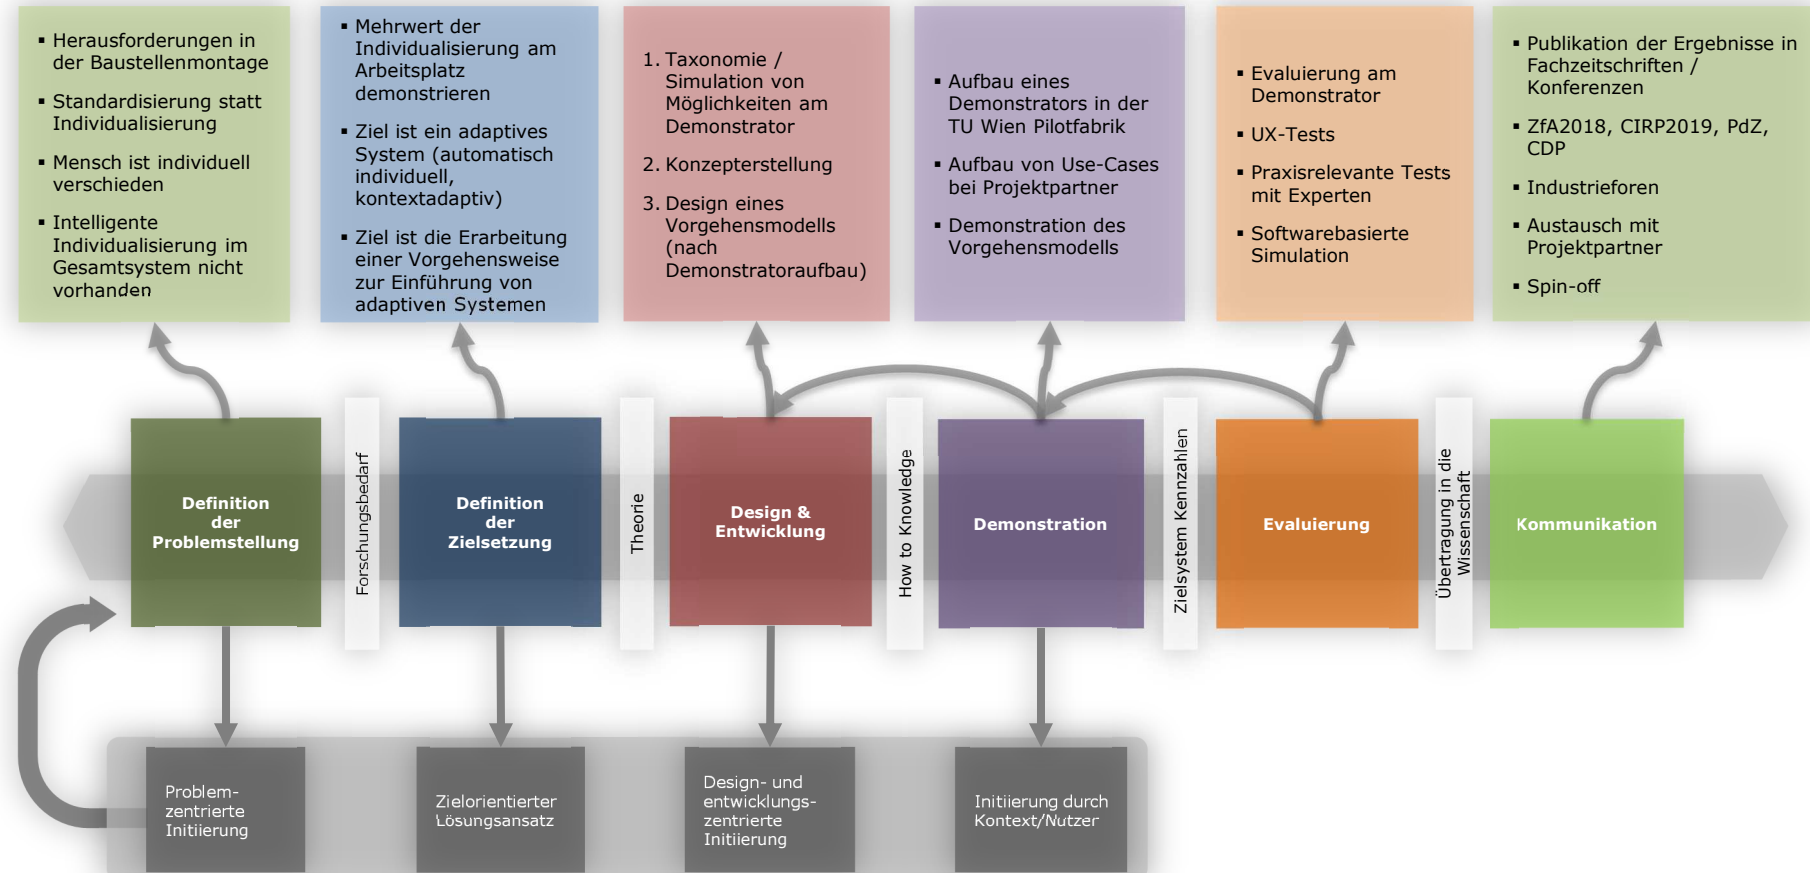 ▪ Herausforderungen in
der Baustellenmontage
▪ Standardisierung statt
Individualisierung
▪ Mensch ist individuell
verschieden
▪ Intelligente
Individualisierung im
Gesamtsystem nicht
vorhanden
▪ Mehrwert der
Individualisierung am
Arbeitsplatz
demonstrieren
▪ Ziel ist ein adaptives
System (automatisch
individuell,
kontextadaptiv)
▪ Ziel ist die Erarbeitung
einer Vorgehensweise
zur Einführung von
adaptiven Systemen
1. Taxonomie /
Simulation von
Möglichkeiten am
Demonstrator
2. Konzepterstellung
3. Design eines
Vorgehensmodells
(nach
Demonstratoraufbau)
▪ Aufbau eines
Demonstrators in der
TU Wien Pilotfabrik
▪ Aufbau von Use-Cases
bei Projektpartner
▪ Demonstration des
Vorgehensmodells
▪ Evaluierung am
Demonstrator
▪ UX-Tests
▪ Praxisrelevante Tests
mit Experten
▪ Softwarebasierte
Simulation
▪ Publikation der Ergebnisse in
Fachzeitschriften /
Konferenzen
▪ ZfA2018, CIRP2019, PdZ,
CDP
▪ Industrieforen
▪ Austausch mit
Projektpartner
▪ Spin-off
Definition
der
Problemstellung
Forschungsbedarf
Definition
der
Zielsetzung
Theorie
Design &
Entwicklung
How to Knowledge
Demonstration
Zielsystem Kennzahlen
Evaluierung
Übertragung in die
Wissenschaft
Kommunikation
Problem-
zentrierte
Initiierung
Zielorientierter
Lösungsansatz
Design- und
entwicklungs-
zentrierte
Initiierung
Initiierung durch
Kontext/Nutzer